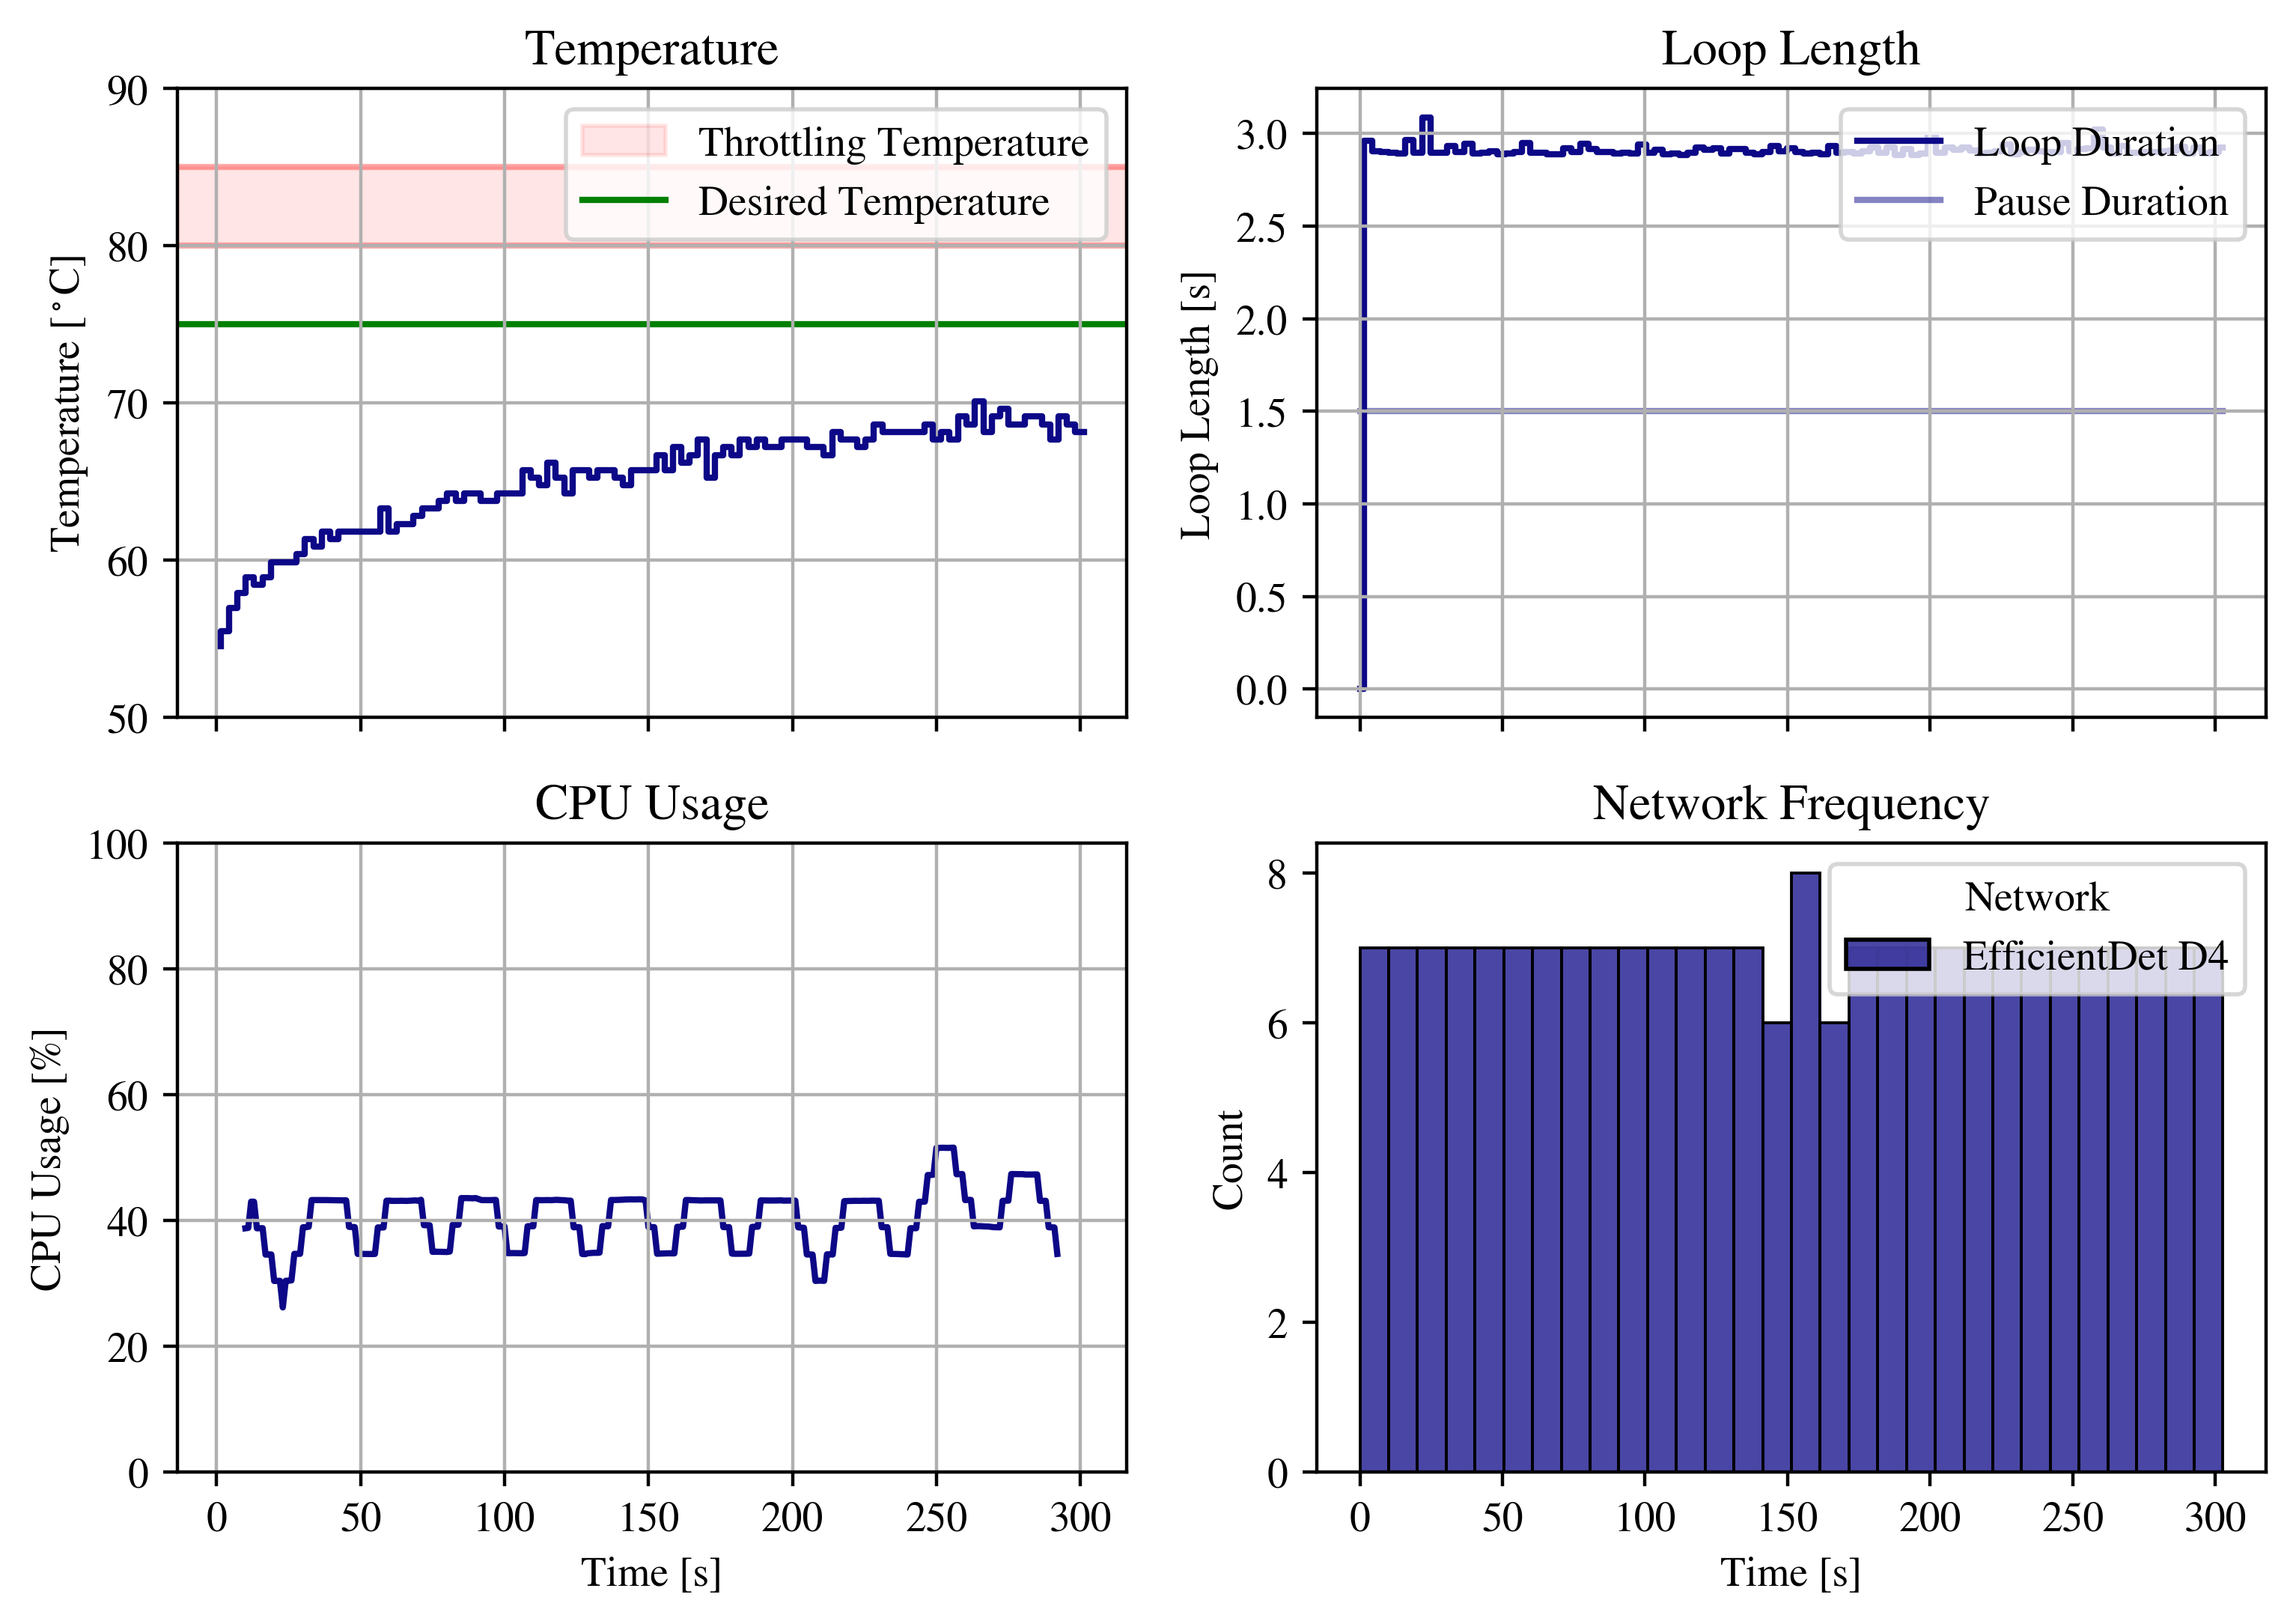 Temperature
90
80
70
60
50
Temperature [°C]
Throttling Temperature
Desired Temperature
Loop Length
3.0
2.5
2.0
1.5
1.0
0.5
0.0
Loop Length [s]
Loop Duration
Pause Duration
CPU Usage
100
80
60
40
20
0
CPU Usage [%]
0 50 100 150 200 250 300
Time [s]
Network Frequency
8
6
4
2
0
Count
Network
EfficientDet D4
0 50 100 150 200 250 300
Time [s]